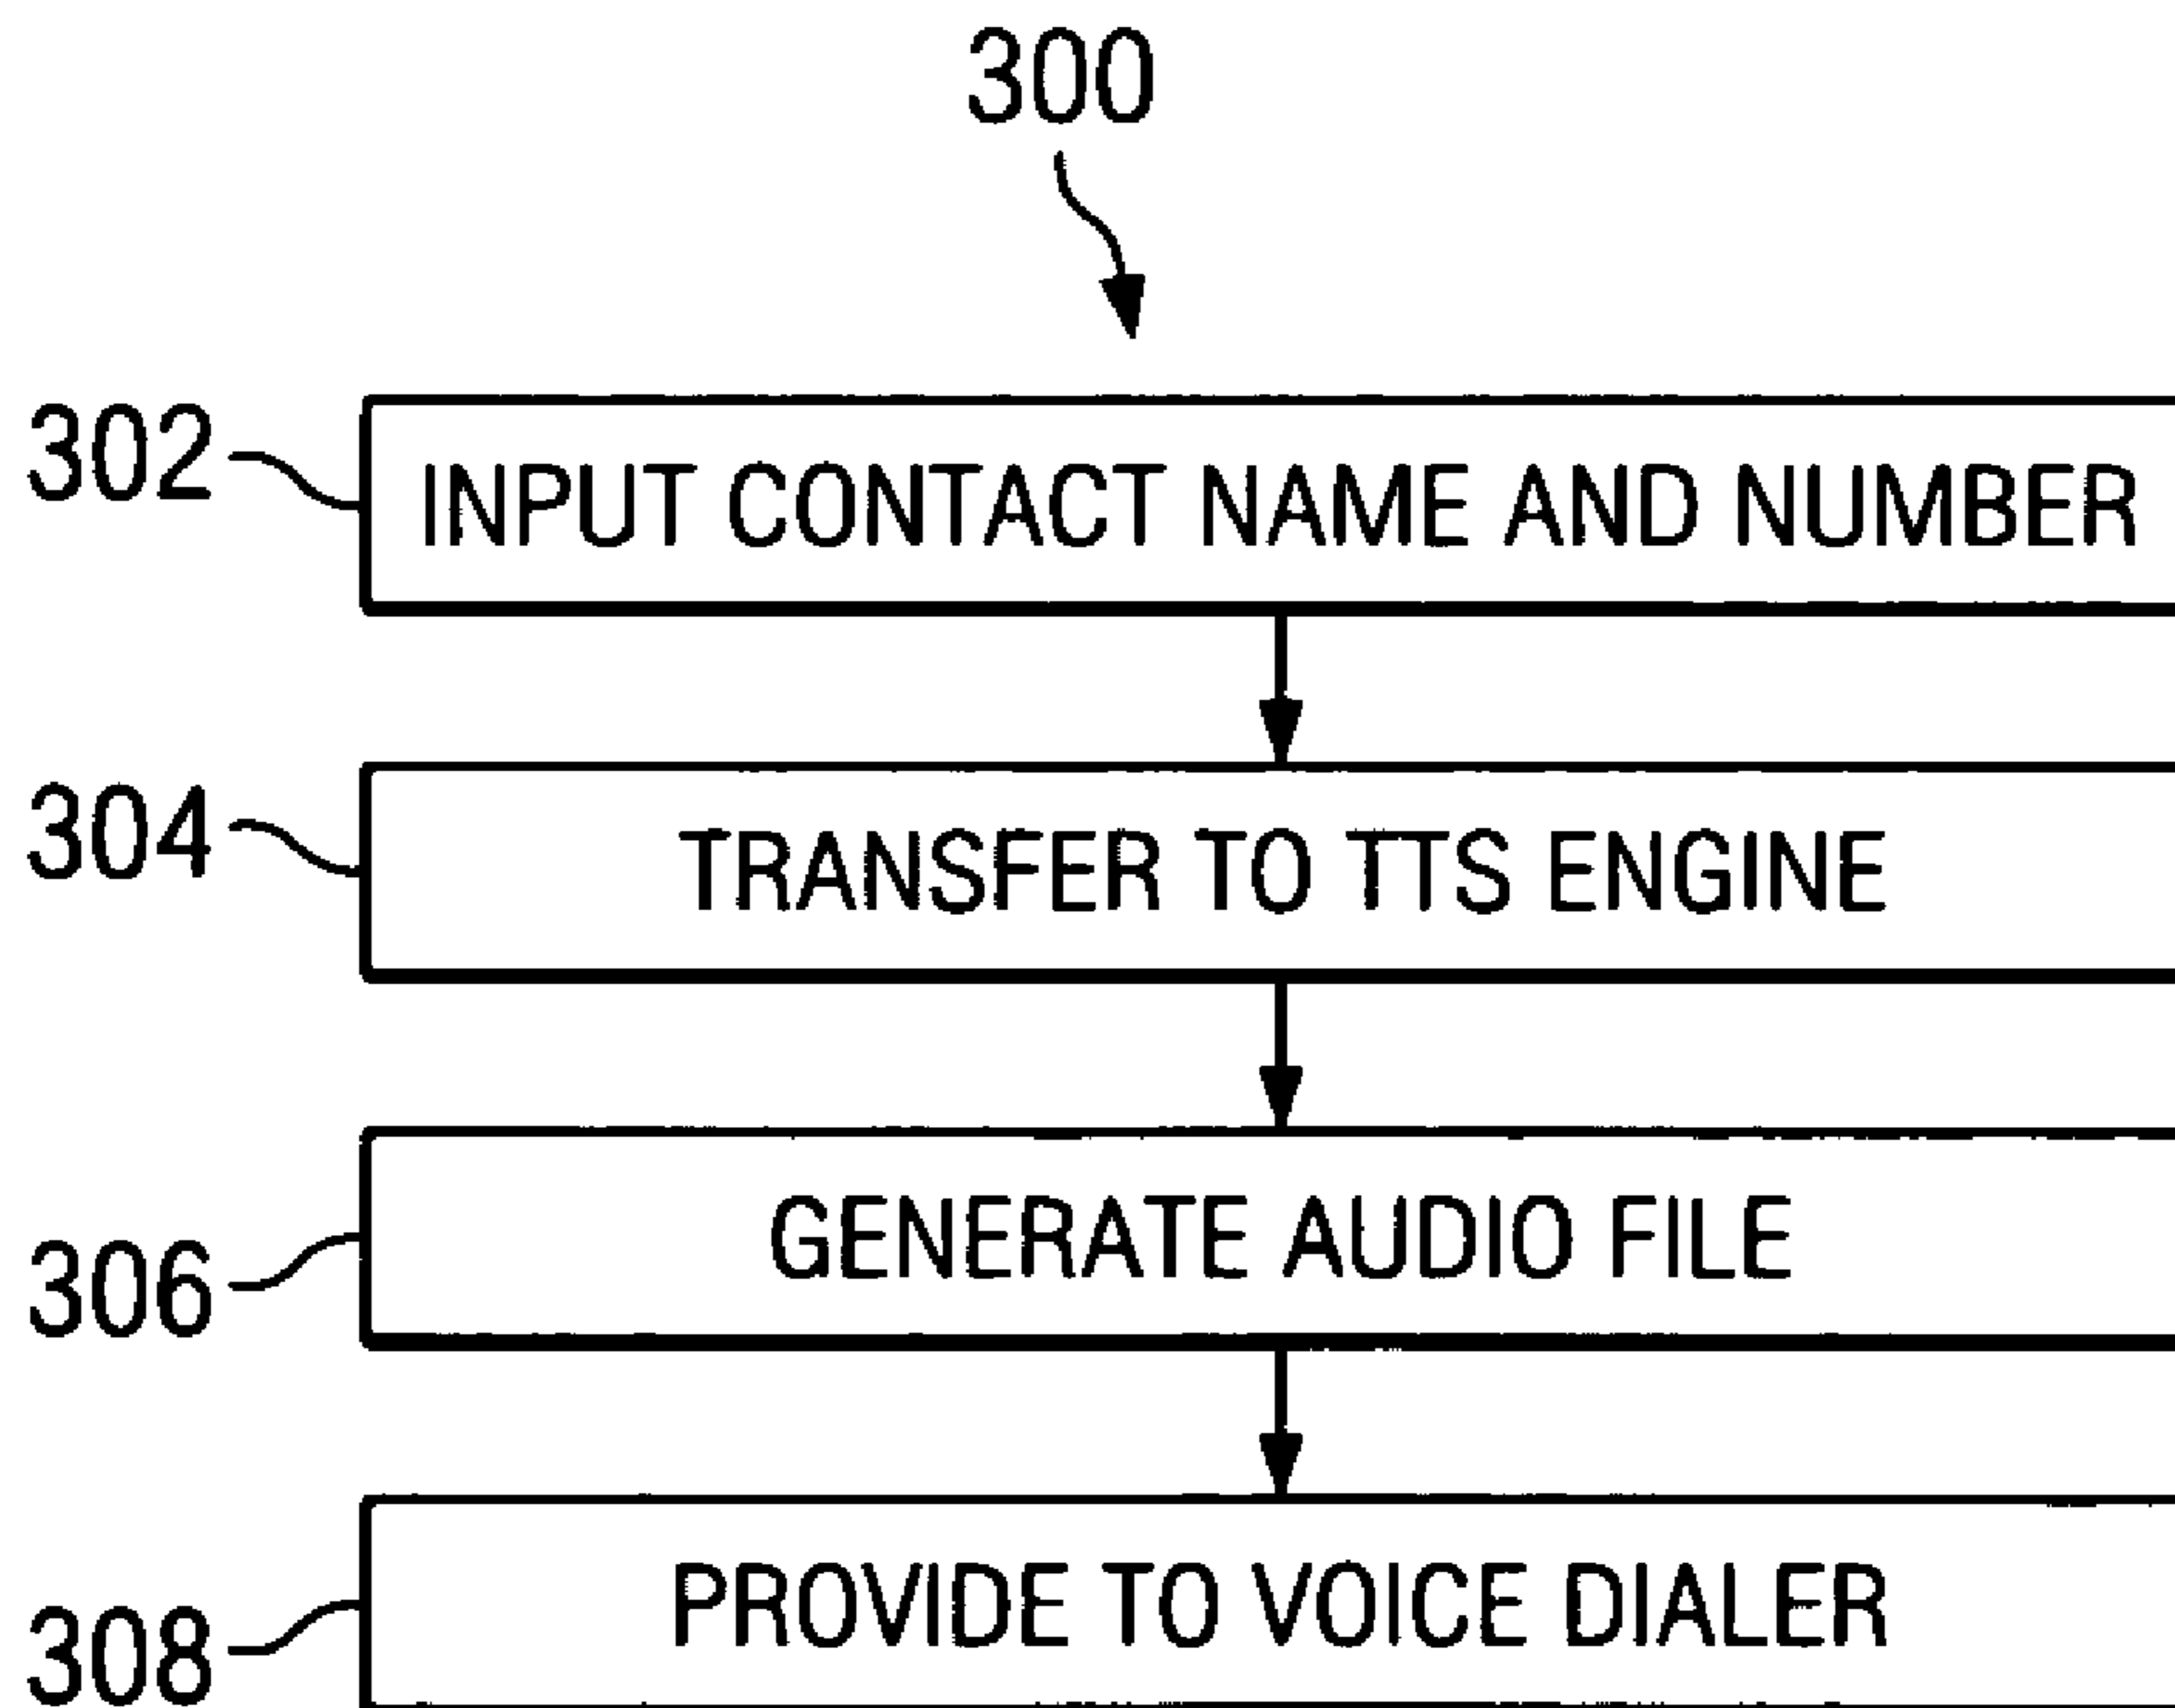 300
302
INPUT CONTACT NAME AND NUMBER
304
TRANSFER TO TTS ENGINE
306
GENERATE AUDIO FILE
308
PROVIDE TO VOICE DIALER